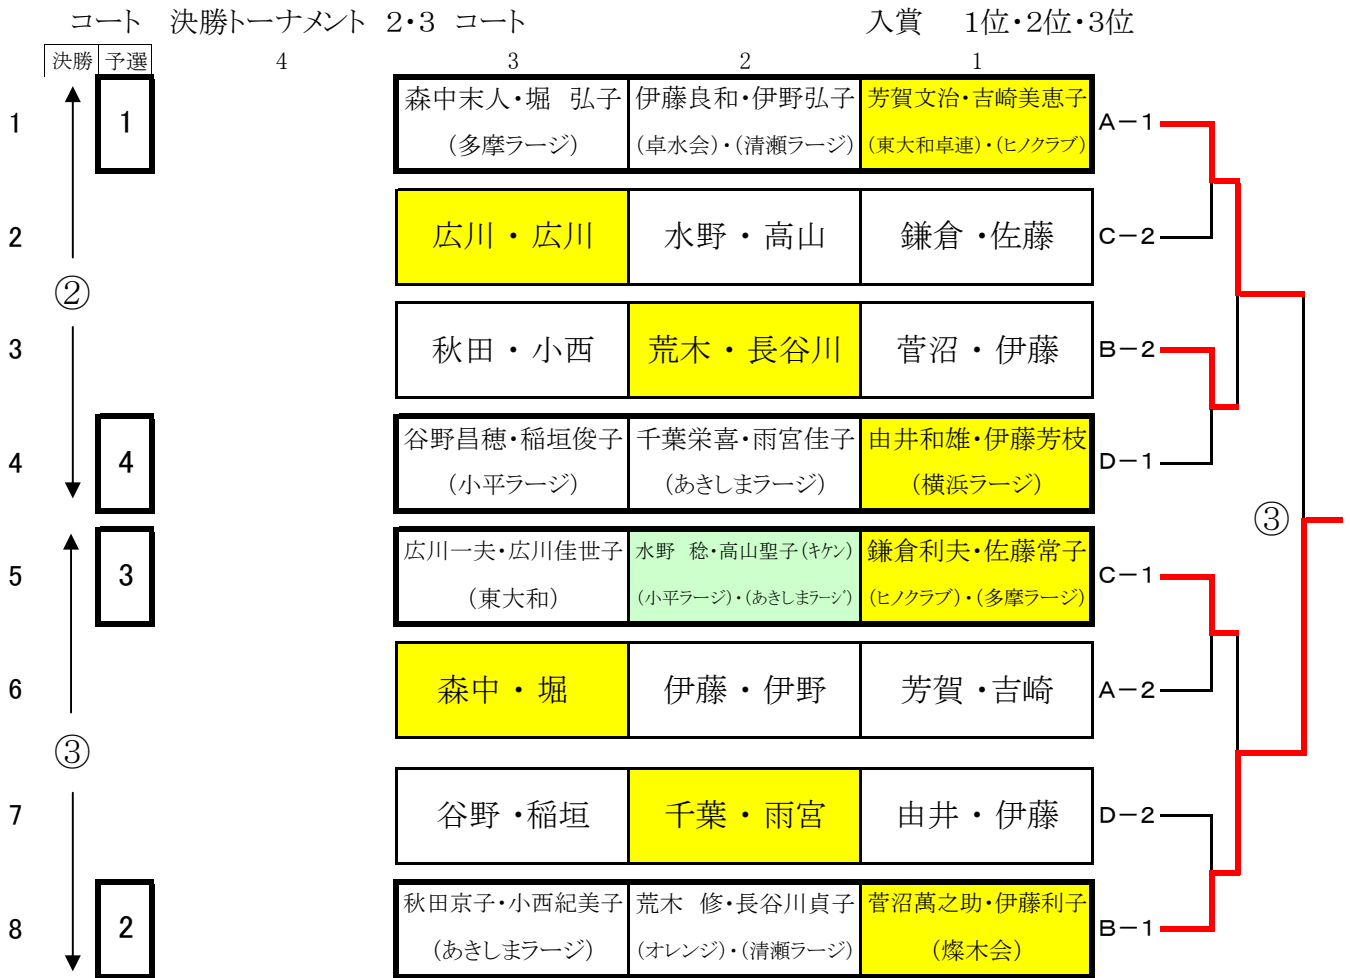 コート 決勝トーナメント 2・3 コート 入賞 1位・2位・3位
決勝 予選 4 3 2 1
1 1 森中末人・堀 弘子 伊藤良和・伊野弘子 芳賀文治・吉崎美恵子 A-1
(多摩ラージ) (卓水会)・(清瀬ラージ) (東大和卓連)・(ヒノクラブ)
2 広川・広川 水野・高山 鎌倉・佐藤 C-2
②
3 秋田・小西 荒木・長谷川 菅沼・伊藤 B-2
4 4 谷野昌穂・稲垣俊子 千葉栄喜・雨宮佳子 由井和雄・伊藤芳枝 D-1
(小平ラージ) (あきしまラージ) (横浜ラージ)
③
5 3 広川一夫・広川佳世子 水野 稔・高山聖子(キケン) 鎌倉利夫・佐藤常子 C-1
(東大和) (小平ラージ)・(あきしまラージ) (ヒノクラブ)・(多摩ラージ)
6 森中・堀 伊藤・伊野 芳賀・吉崎 A-2
③
7 谷野・稲垣 千葉・雨宮 由井・伊藤 D-2
8 2 秋田京子・小西紀美子 荒木 修・長谷川貞子 菅沼萬之助・伊藤利子 B-1
(あきしまラージ) (オレンジ)・(清瀬ラージ) (燦木会)